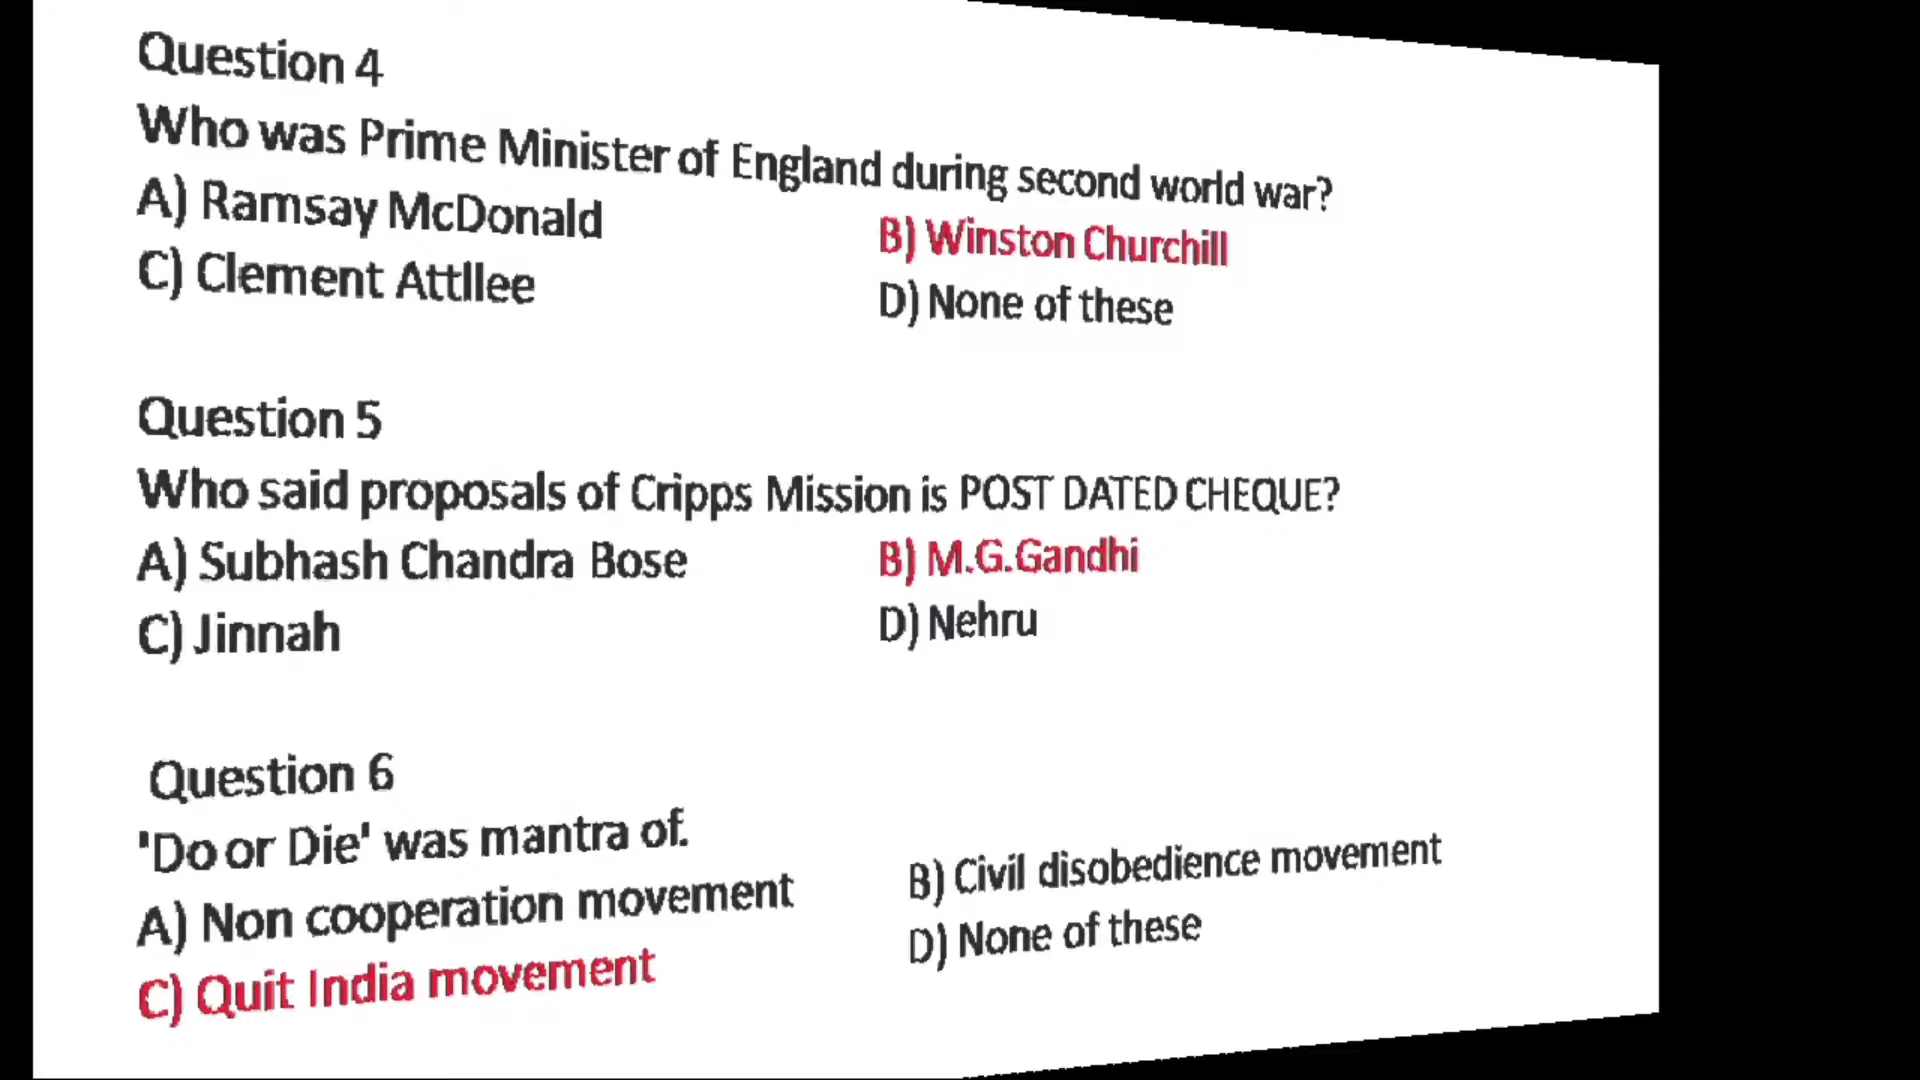 Question 4
Who was Prime Minister of England during second world war?
A) Ramsay McDonald B) Winston Churchill
C) Clement Attllee D) None of these
Question 5
Who said proposals of Cripps Mission is POST DATED CHEQUE?
A) Subhash Chandra Bose B) M.G.Gandhi
C) Jinnah D) Nehru
Question 6
'Do or Die' was mantra of.
A) Non cooperation movement B) Civil disobedience movement
C) Quit India movement D) None of these